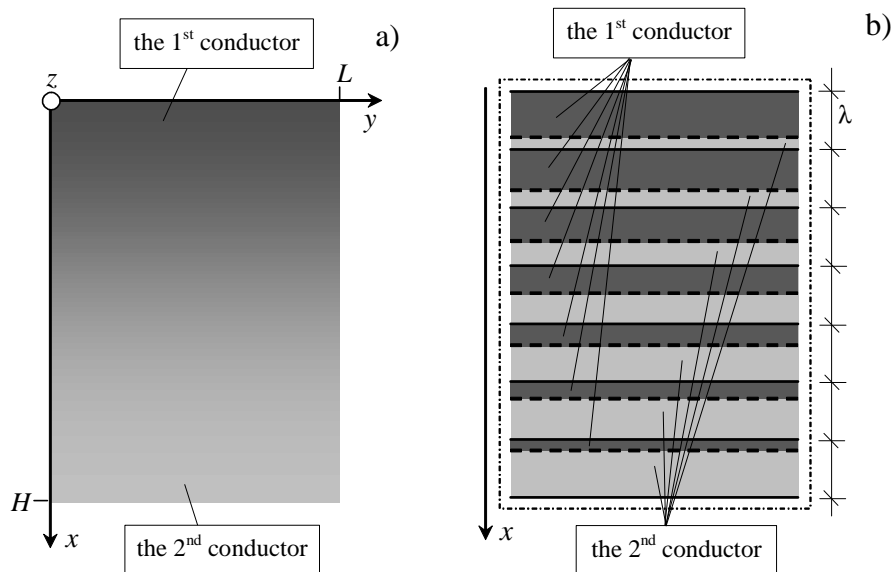 the 1st conductor
a)
z
L
y
H
x
the 2nd conductor
b)
the 1st conductor
λ
x
the 2nd conductor